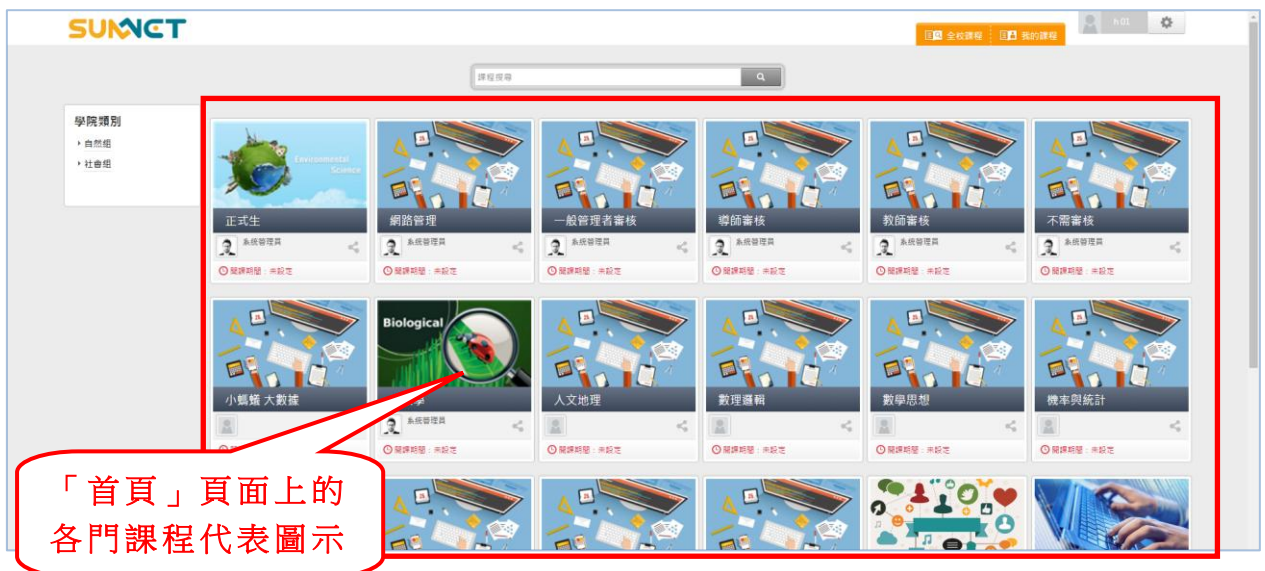 SUNNET
全校課程
我的課程
h01
課程搜尋
學院類別
自然組
社會組
Environmental
Science
正式生
網路管理
一般管理者審核
導師審核
教師審核
不需審核
系統管理員
系統管理員
系統管理員
系統管理員
系統管理員
系統管理員
開課期間：未設定
開課期間：未設定
開課期間：未設定
開課期間：未設定
開課期間：未設定
開課期間：未設定
Biological
小螞蟻 大數據
學
人文地理
數理邏輯
數學思想
機率與統計
系統管理員
開課期間：未設定
開課期間：未設定
開課期間：未設定
開課期間：未設定
開課期間：未設定
「首頁」頁面上的
各門課程代表圖示